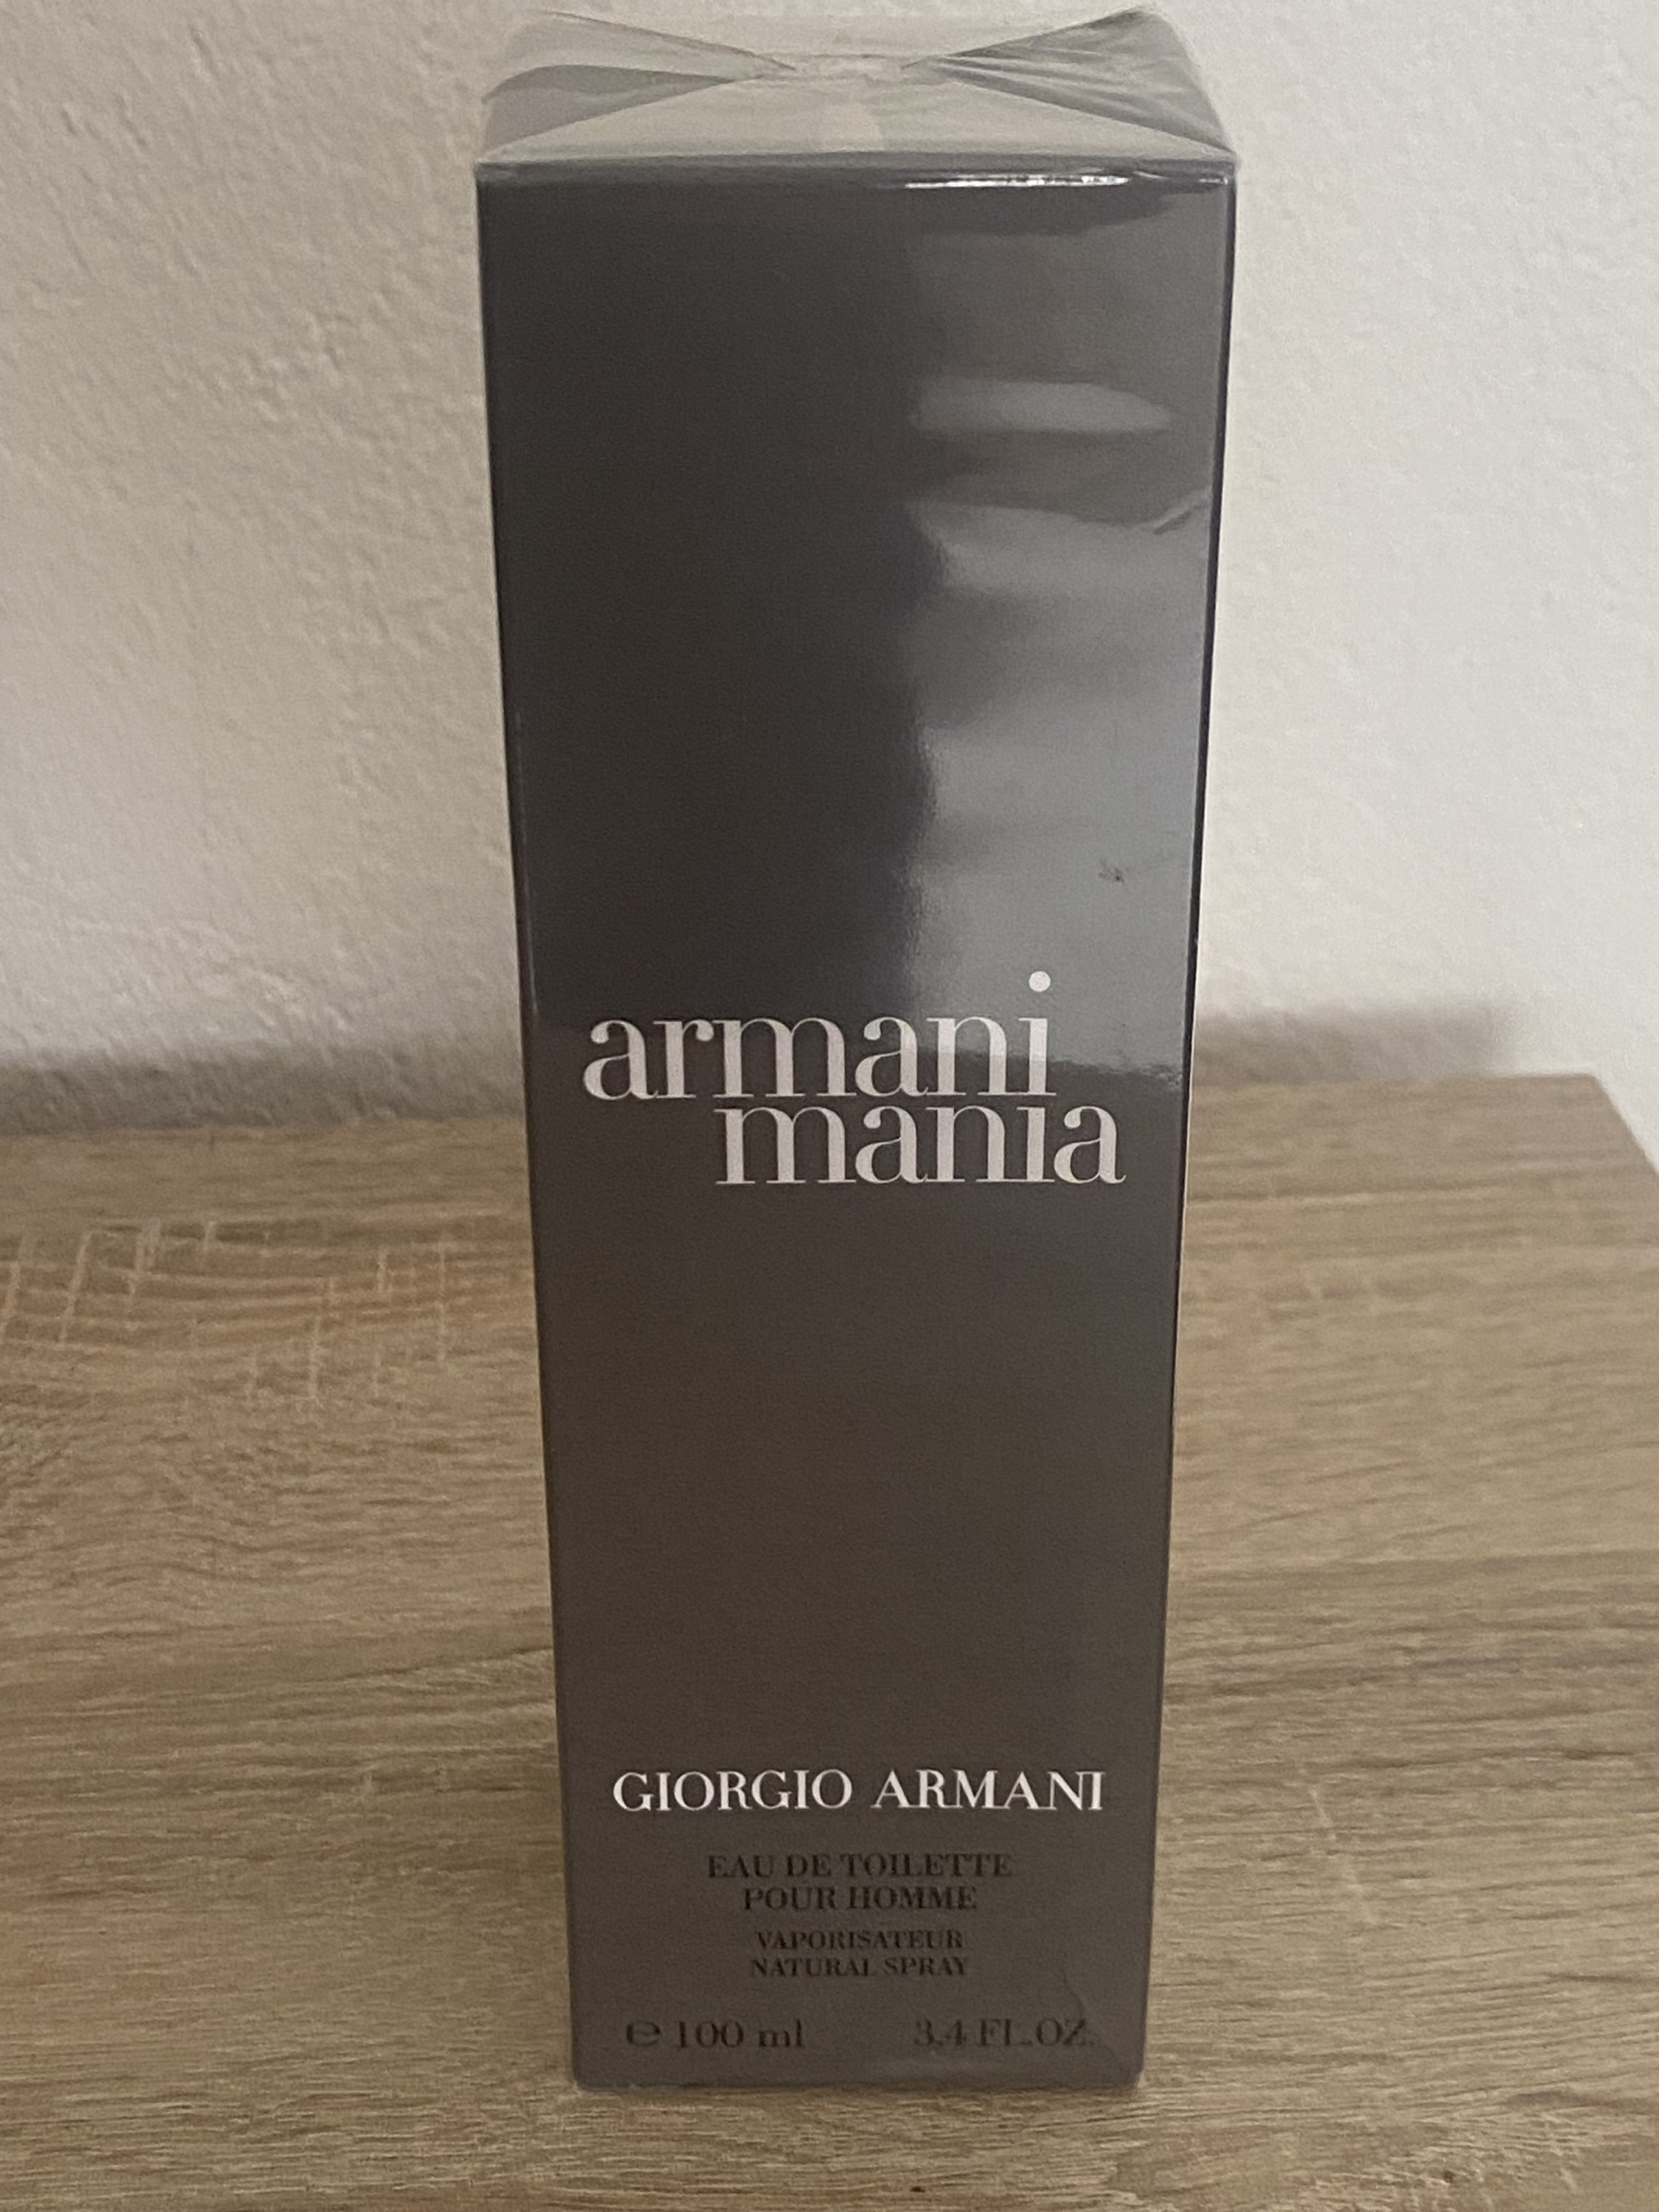 armani
mania
GIORGIO ARMANI
EAU DE TOILETTE
POUR HOMME
VAPORISATEUR
NATURAL SPRAY
℮ 100 ml 3.4 FL.OZ.